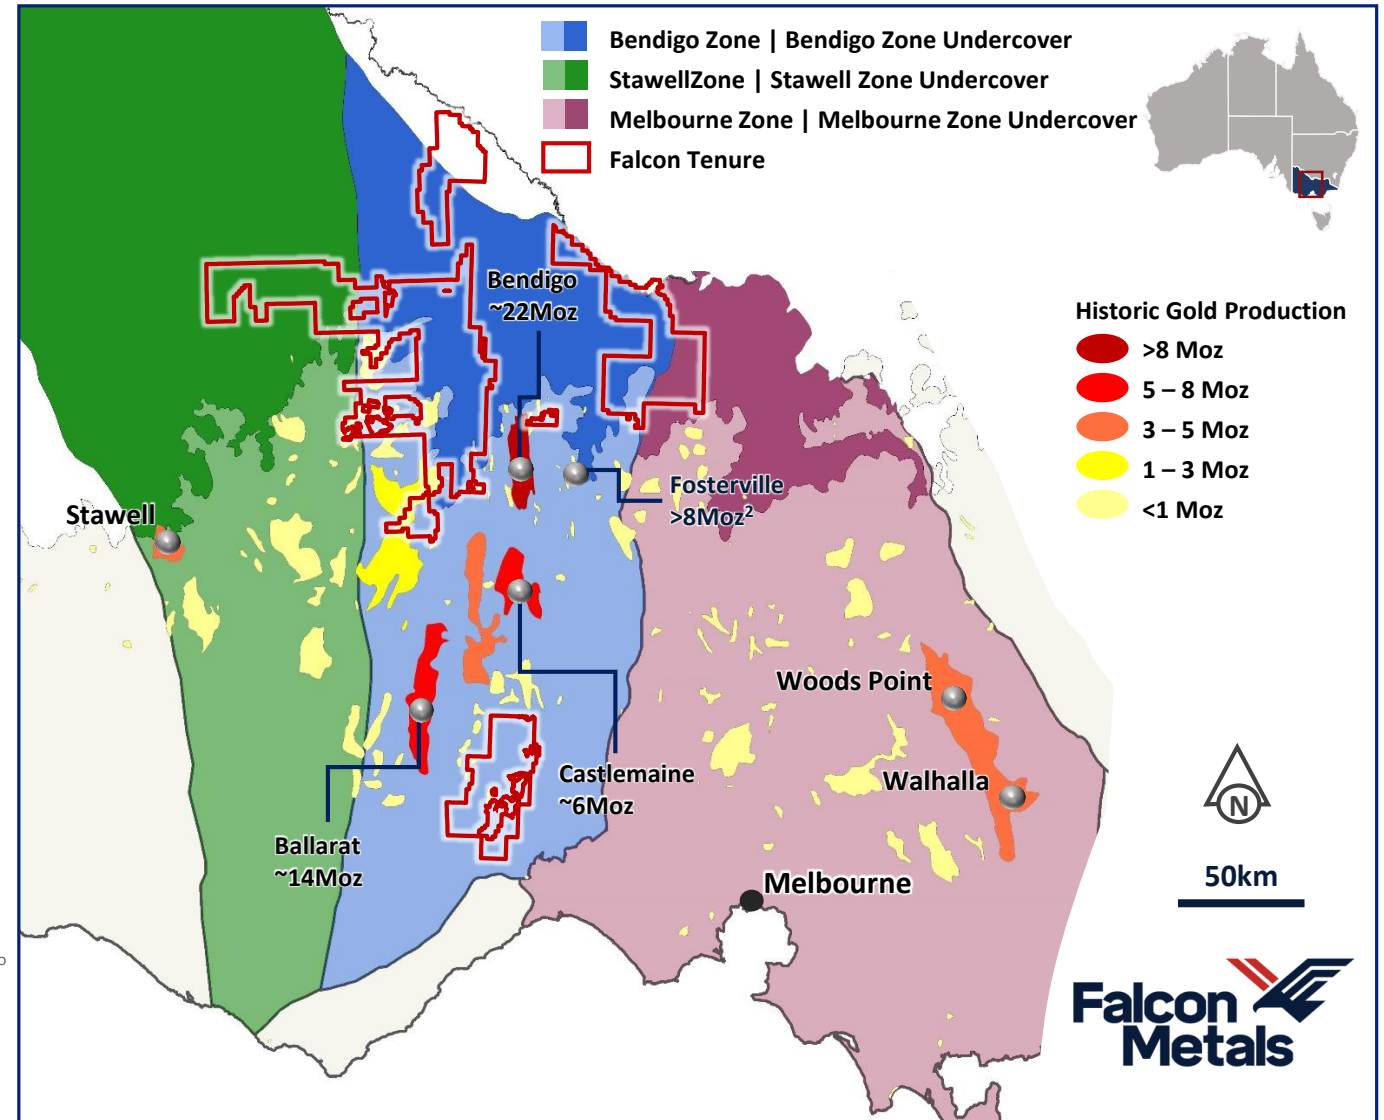 Bendigo Zone | Bendigo Zone Undercover
StawellZone | Stawell Zone Undercover
Melbourne Zone | Melbourne Zone Undercover
Falcon Tenure
Bendigo
~22Moz
Historic Gold Production
>8 Moz
5 – 8 Moz
3 – 5 Moz
1 – 3 Moz
<1 Moz
Fosterville
>8Moz²
Stawell
Woods Point
Walhalla
Castlemaine
~6Moz
Ballarat
~14Moz
Melbourne
N
50km
Falcon
Metals